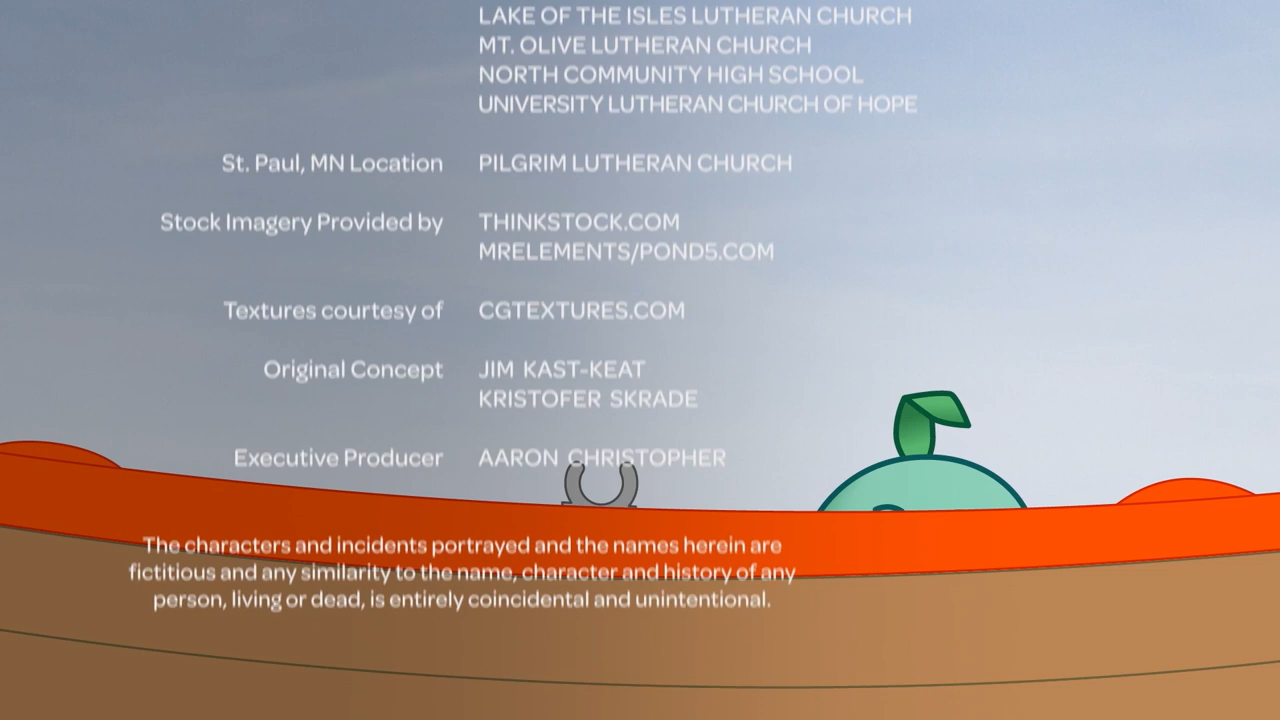 LAKE OF THE ISLES LUTHERAN CHURCH
MT. OLIVE LUTHERAN CHURCH
NORTH COMMUNITY HIGH SCHOOL
UNIVERSITY LUTHERAN CHURCH OF HOPE
St. Paul, MN Location PILGRIM LUTHERAN CHURCH
Stock Imagery Provided by THINKSTOCK.COM
MRELEMENTS/POND5.COM
Textures courtesy of CGTEXTURES.COM
Original Concept JIM KAST-KEAT
KRISTOFER SKRADE
Executive Producer AARON CHRISTOPHER
The characters and incidents portrayed and the names herein are
fictitious and any similarity to the name, character and history of any
person, living or dead, is entirely coincidental and unintentional.